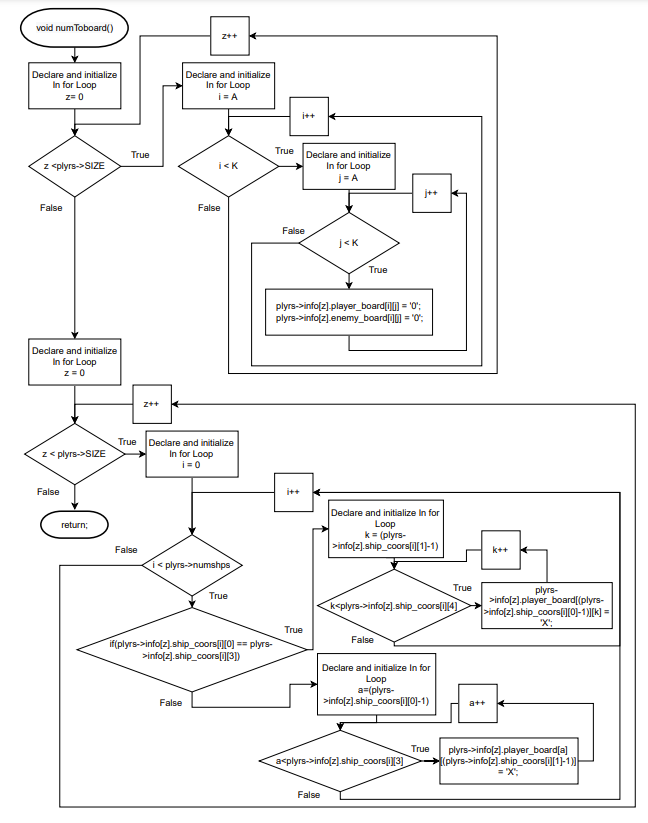 void numToboard()
z++
Declare and initialize
In for Loop
z= 0
Declare and initialize
In for Loop
i = A
i++
z <plyrs->SIZE
True
False
i < K
True
False
Declare and initialize
In for Loop
j = A
j++
False
j < K
True
plyrs->info[z].player_board[i][j] = '0';
plyrs->info[z].enemy_board[i][j] = '0';
Declare and initialize
In for Loop
z = 0
z++
z < plyrs->SIZE
True
False
Declare and initialize
In for Loop
i = 0
return;
i++
False
i < plyrs->numshps
True
Declare and initialize In for
Loop
k = (plyrs-
>info[z].ship_coors[i][1]-1)
k++
k<plyrs->info[z].ship_coors[i][4]
True
False
plyrs-
>info[z].player_board[(plyrs-
>info[z].ship_coors[i][0]-1)][k] =
'X';
if(plyrs->info[z].ship_coors[i][0] == plyrs-
>info[z].ship_coors[i][3])
True
False
Declare and initialize In for
Loop
a=(plyrs-
>info[z].ship_coors[i][0]-1)
a++
a<plyrs->info[z].ship_coors[i][3]
True
False
plyrs->info[z].player_board[a]
[(plyrs->info[z].ship_coors[i][1]-1)]
= 'X';